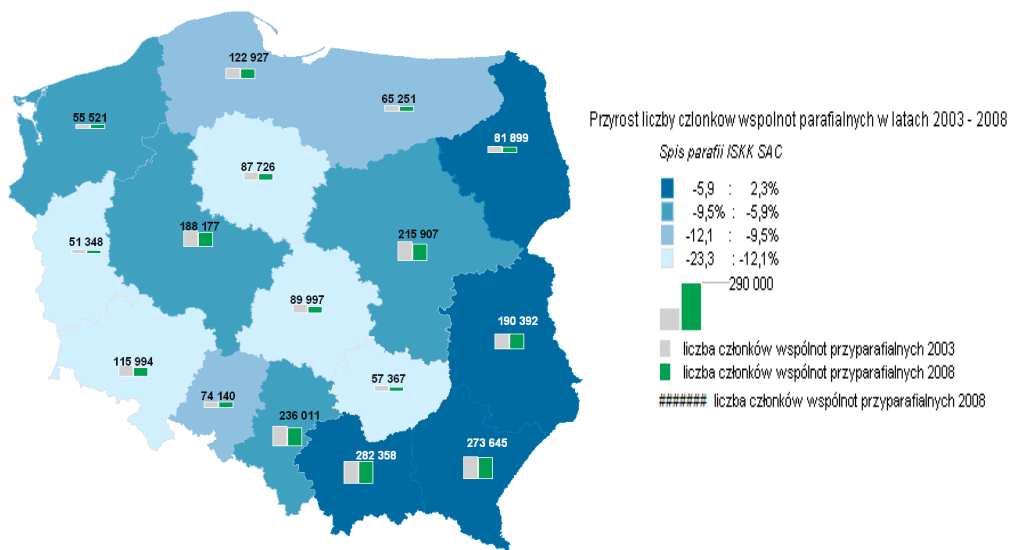 122 927
65 251
55 521
81 899
87 726
188 177
215 907
51 348
89 997
190 392
115 994
57 367
74 140
236 011
273 645
282 358
Przyrost liczby czlonkow wspolnot parafialnych w latach 2003 - 2008
Spis parafii ISKK SAC
-5,9 : 2,3%
-9,5% : -5,9%
-12,1 : -9,5%
-23,3 : -12,1%
290 000
liczba członków wspólnot przyparafialnych 2003
liczba członków wspólnot przyparafialnych 2008
####### liczba członków wspólnot przyparafialnych 2008